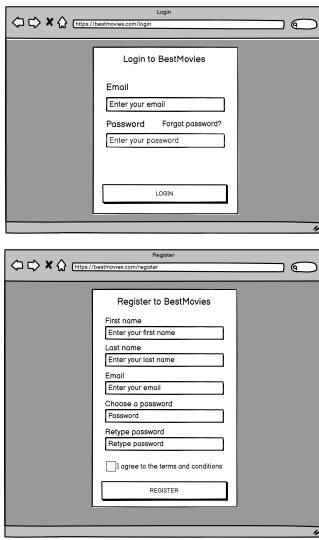 Login
https://bestmovies.com/login
Login to BestMovies
Email
Enter your email
Password Forgot password?
Enter your password
LOGIN
Register
https://bestmovies.com/register
Register to BestMovies
First name
Enter your first name
Last name
Enter your last name
Email
Enter your email
Choose a password
Password
Retype password
Retype password
I agree to the terms and conditions
REGISTER